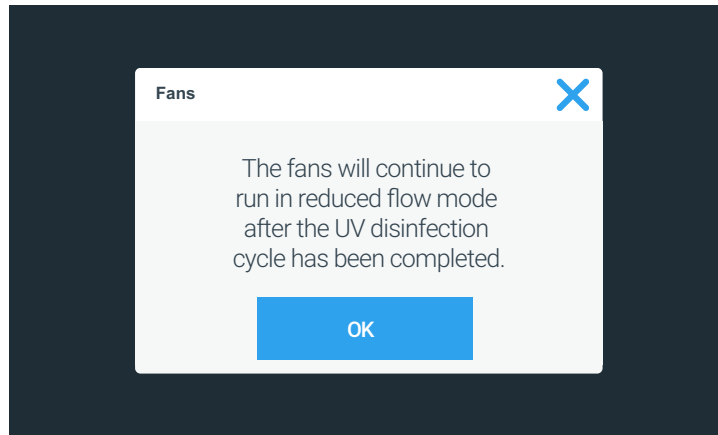 Fans
The fans will continue to
run in reduced flow mode
after the UV disinfection
cycle has been completed.
OK